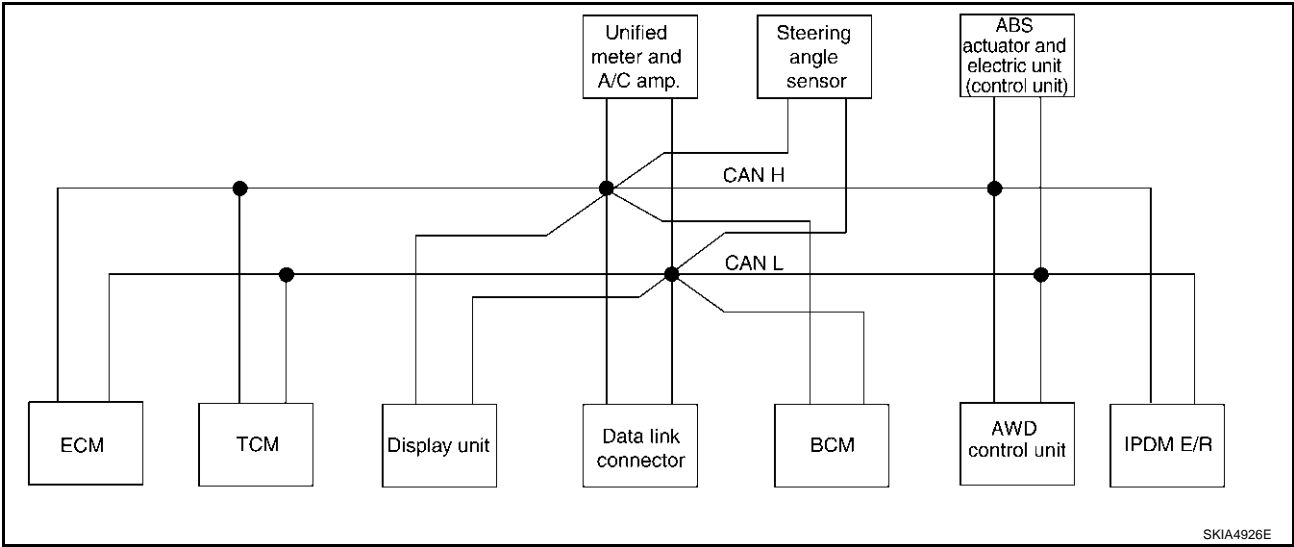 Unified
meter and
A/C amp.
Steering
angle
sensor
ABS
actuator and
electric unit
(control unit)
CAN H
CAN L
ECM
TCM
Display unit
Data link
connector
BCM
AWD
control unit
IPDM E/R
SKIA4926E